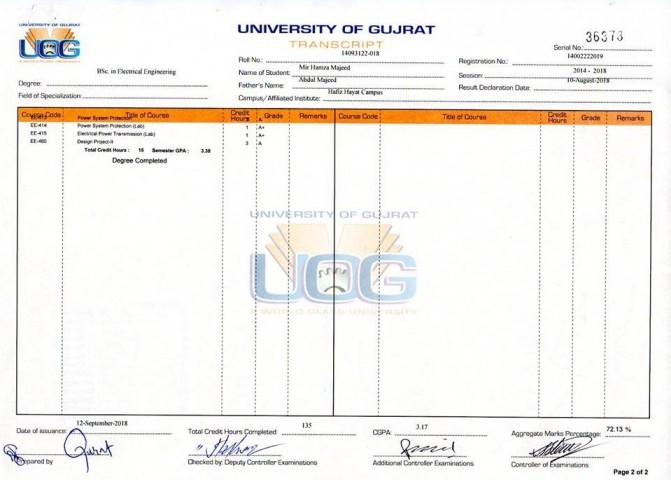 UNIVERSITY OF GUJRAT
UOG
UNIVERSITY OF GUJRAT
TRANSCRIPT
36373
Serial No.:
Roll No.: 14093122-018
Registration No.: 14002222019
Degree: BSc. in Electrical Engineering
Name of Student: Mir Hamza Majeed
Session: 2014 - 2018
Father's Name: Abdal Majeed
Result Declaration Date: 10-August-2018
Field of Specialization:
Campus/Affiliated Institute: Hafiz Hayat Campus
Course Code Title of Course Credit Hours Grade Remarks Course Code Title of Course Credit Hours Grade Remarks
Power System Protection A
EE-414 Power System Protection (Lab) 1 A+
EE-415 Electrical Power Transmission (Lab) 1 A+
EE-460 Design Project-II 3 A
Total Credit Hours : 15 Semester GPA : 3.38
Degree Completed
UNIVERSITY OF GUJRAT
UOG
A WORLD CLASS UNIVERSITY
Date of issuance: 12-September-2018
Total Credit Hours Completed: 135
CGPA: 3.17
Aggregate Marks Percentage: 72.13 %
Prepared by
Checked by: Deputy Controller Examinations
Additional Controller Examinations
Controller of Examinations
Page 2 of 2